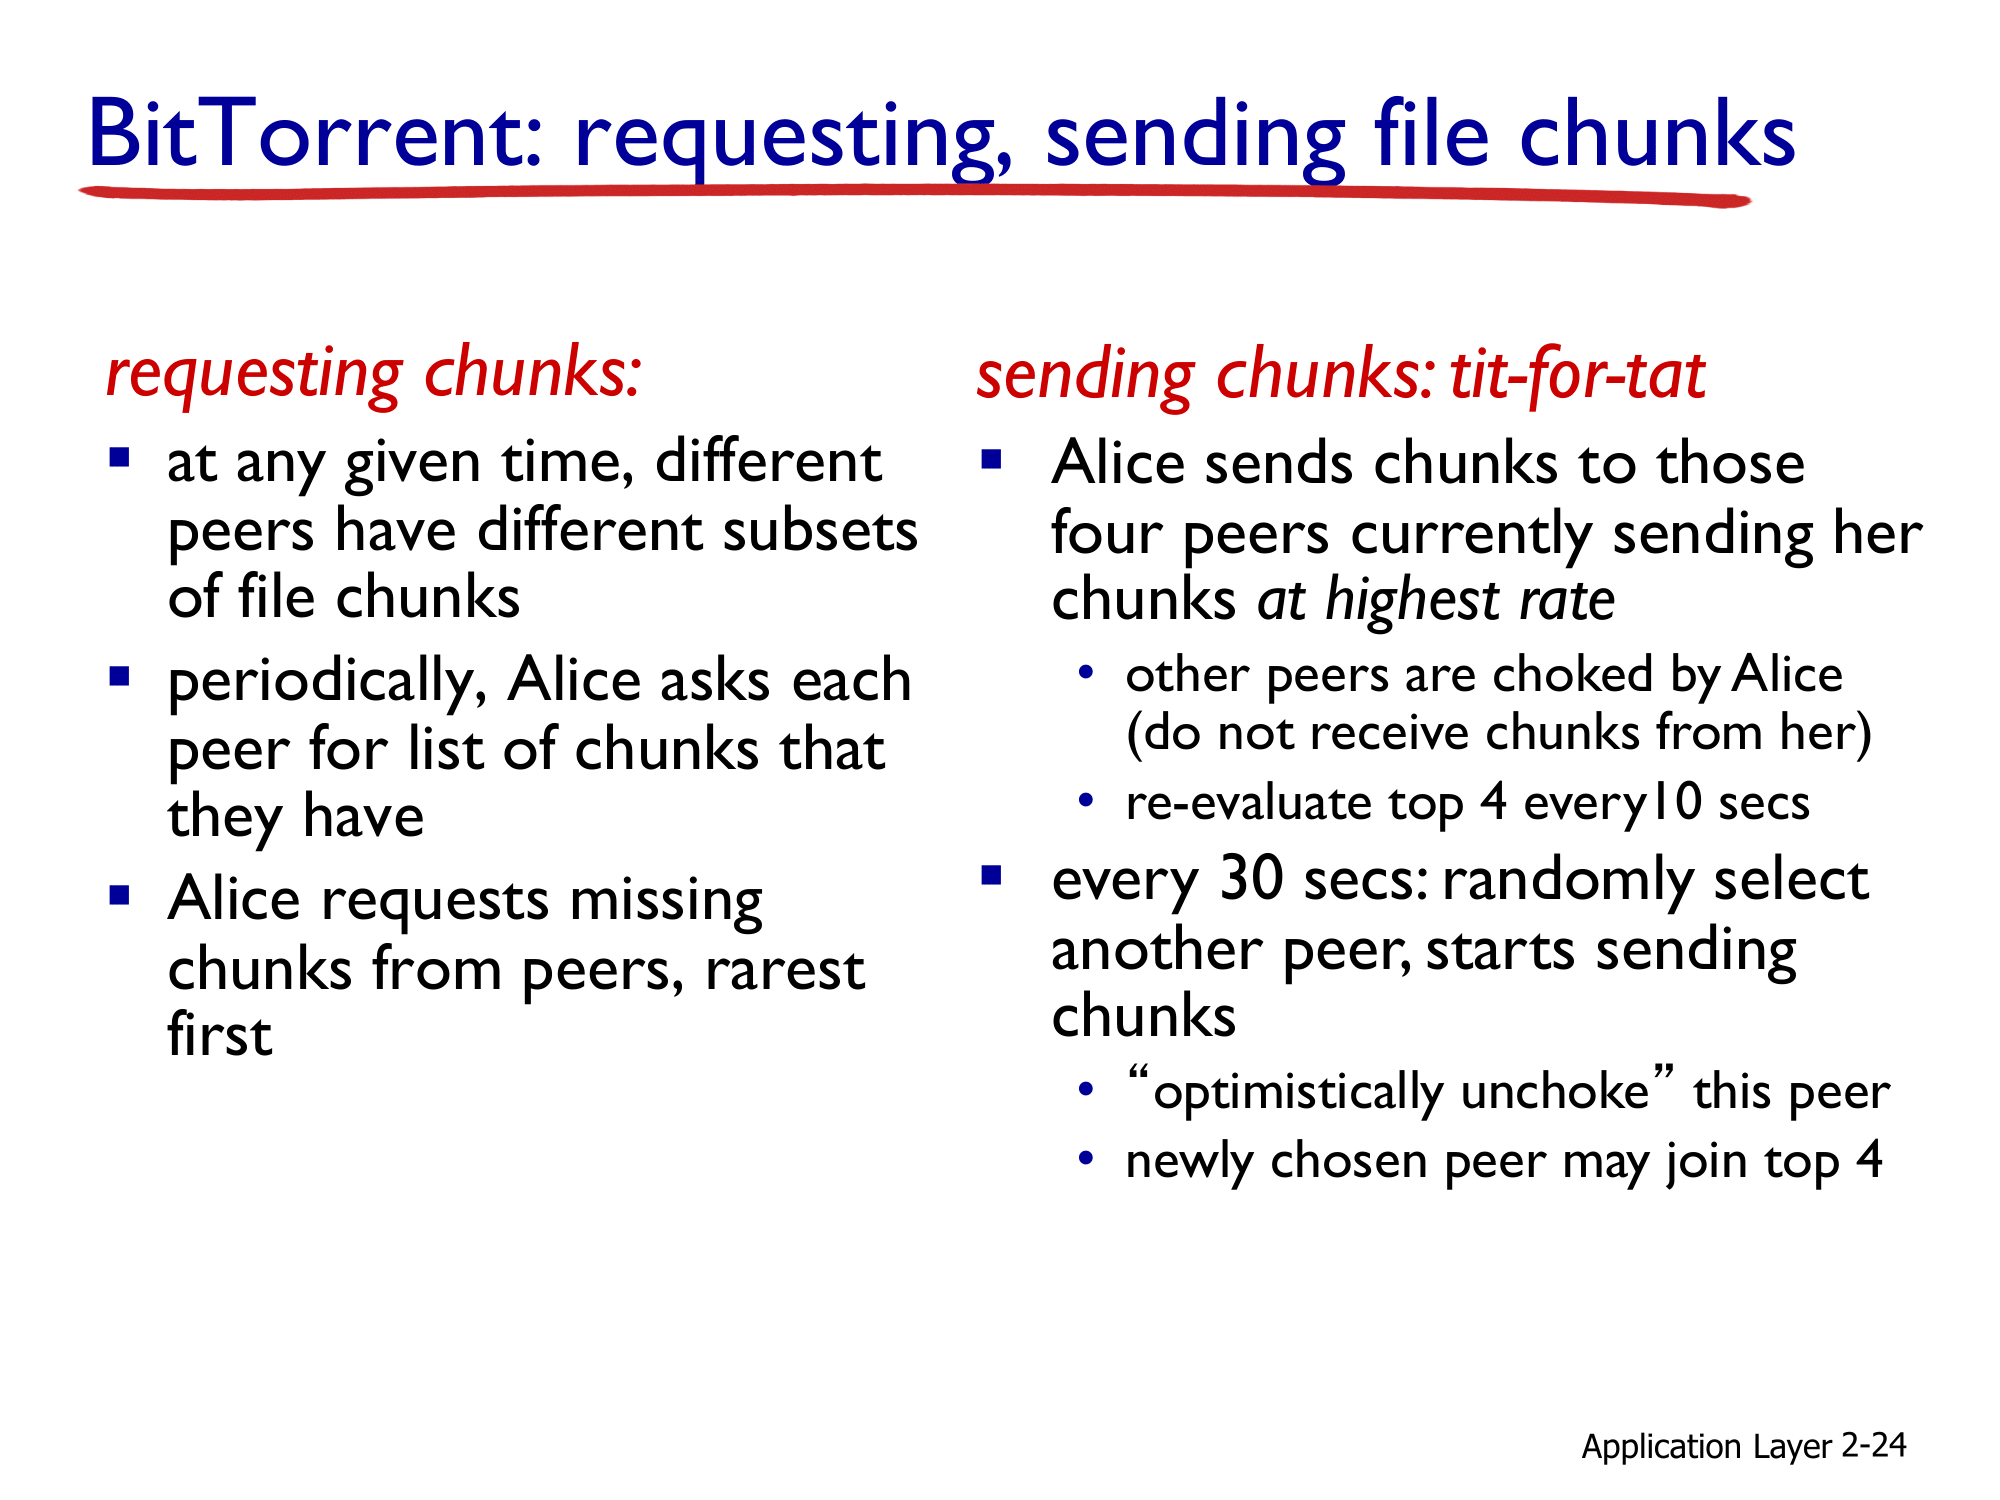 BitTorrent: requesting, sending file chunks
requesting chunks:
▪ at any given time, different
peers have different subsets
of file chunks
▪ periodically, Alice asks each
peer for list of chunks that
they have
▪ Alice requests missing
chunks from peers, rarest
first
sending chunks: tit-for-tat
▪ Alice sends chunks to those
four peers currently sending her
chunks at highest rate
• other peers are choked by Alice
(do not receive chunks from her)
• re-evaluate top 4 every10 secs
▪ every 30 secs: randomly select
another peer, starts sending
chunks
• “optimistically unchoke” this peer
• newly chosen peer may join top 4
Application Layer 2-24